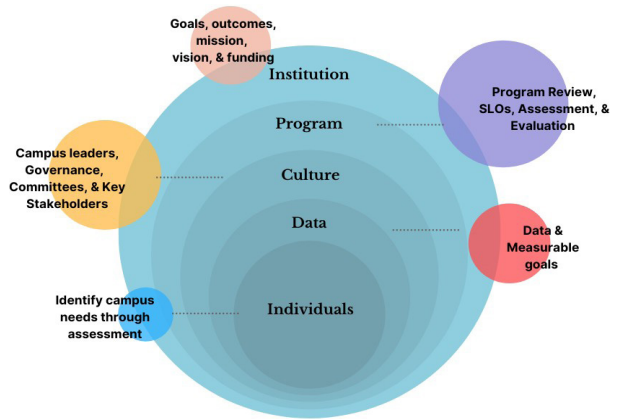 Goals, outcomes,
mission,
vision, & funding
Institution
Program
Program Review,
SLOs, Assessment, &
Evaluation
Campus leaders,
Governance,
Committees, & Key
Stakeholders
Culture
Data
Data &
Measurable
goals
Identify campus
needs through
assessment
Individuals